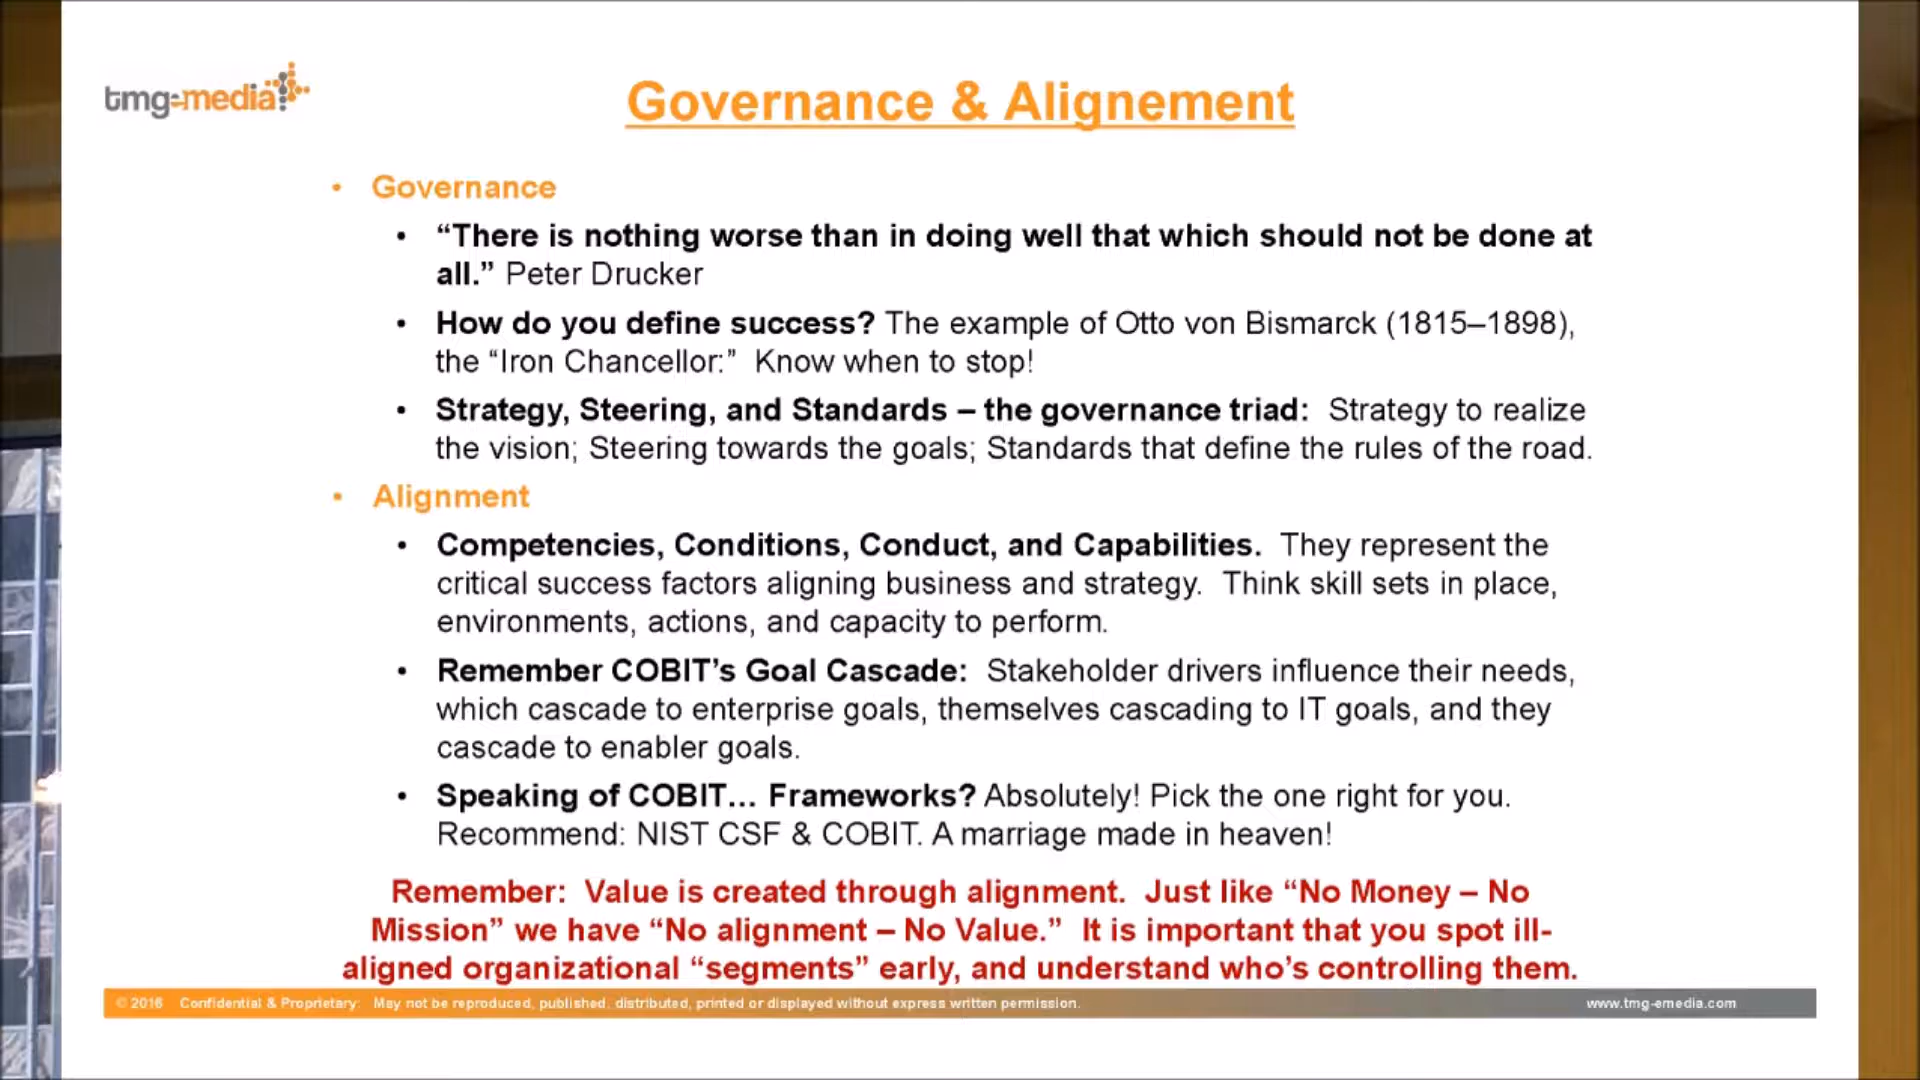 tmg-emedia
Governance & Alignement
• Governance
• “There is nothing worse than in doing well that which should not be done at
all.” Peter Drucker
• How do you define success? The example of Otto von Bismarck (1815–1898),
the “Iron Chancellor:” Know when to stop!
• Strategy, Steering, and Standards – the governance triad: Strategy to realize
the vision; Steering towards the goals; Standards that define the rules of the road.
• Alignment
• Competencies, Conditions, Conduct, and Capabilities. They represent the
critical success factors aligning business and strategy. Think skill sets in place,
environments, actions, and capacity to perform.
• Remember COBIT’s Goal Cascade: Stakeholder drivers influence their needs,
which cascade to enterprise goals, themselves cascading to IT goals, and they
cascade to enabler goals.
• Speaking of COBIT... Frameworks? Absolutely! Pick the one right for you.
Recommend: NIST CSF & COBIT. A marriage made in heaven!
Remember: Value is created through alignment. Just like “No Money – No
Mission” we have “No alignment – No Value.” It is important that you spot ill-
aligned organizational “segments” early, and understand who’s controlling them.
© 2016 Confidential & Proprietary: May not be reproduced, published, distributed, printed or displayed without express written permission. www.tmg-emedia.com